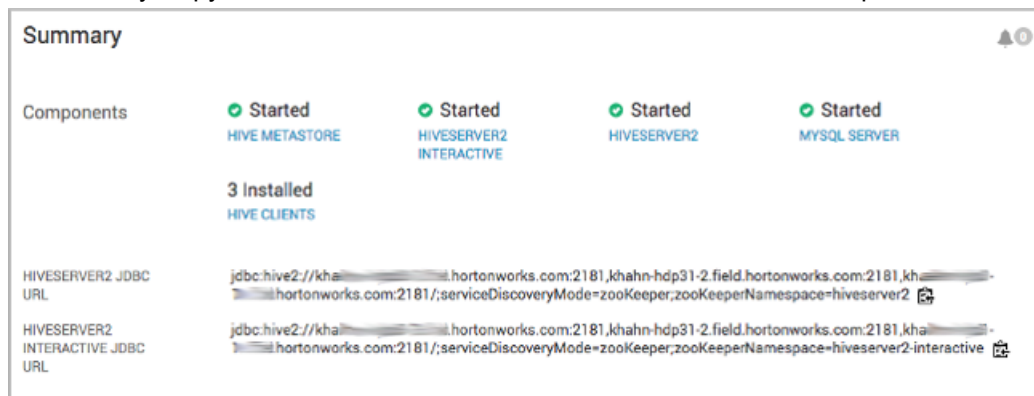 Summary
0
Components
Started
HIVE METASTORE
Started
HIVESERVER2
INTERACTIVE
Started
HIVESERVER2
Started
MYSQL SERVER
3 Installed
HIVE CLIENTS
HIVESERVER2 JDBC
URL
jdbc:hive2://kha .hortonworks.com:2181,khahn-hdp31-2.field.hortonworks.com:2181,kh -
.hortonworks.com:2181/;serviceDiscoveryMode=zooKeeper;zooKeeperNamespace=hiveserver2
HIVESERVER2
INTERACTIVE JDBC
URL
jdbc:hive2://kha .hortonworks.com:2181,khahn-hdp31-2.field.hortonworks.com:2181,kha -
.hortonworks.com:2181/;serviceDiscoveryMode=zooKeeper;zooKeeperNamespace=hiveserver2-interactive